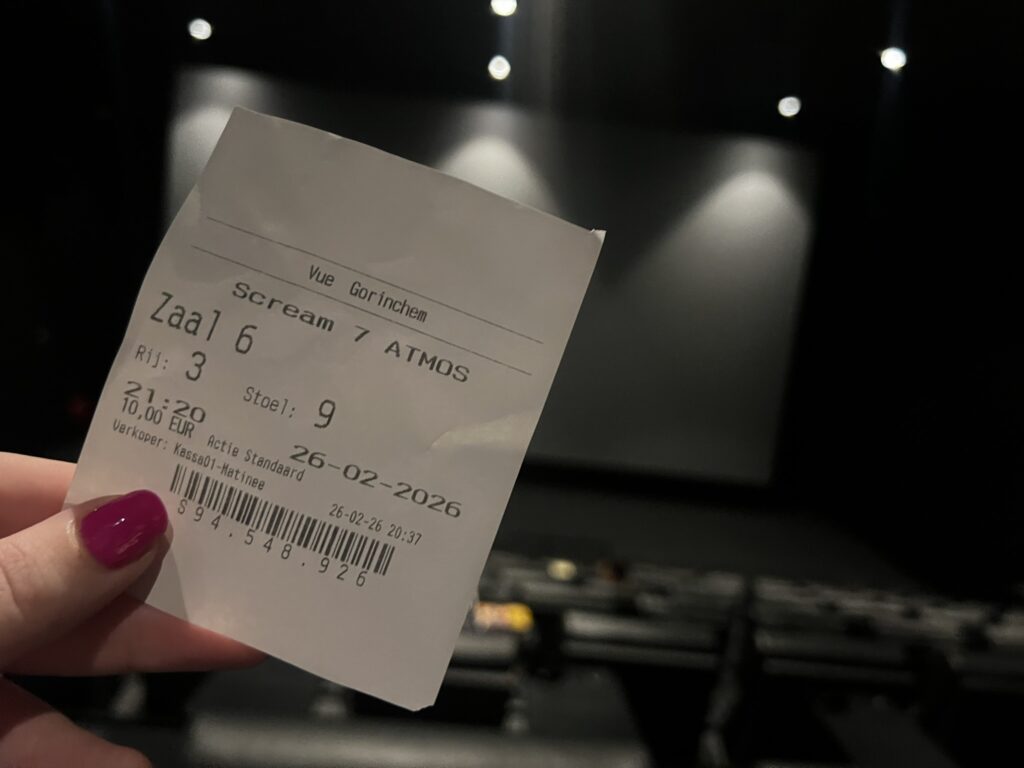 Vue Gorinchem
Scream 7 ATMOS
Zaal 6
Rij: 3 Stoel: 9
21:20 26-02-2026
10,00 EUR Actie Standaard
Verkoper: Kassa01-Matinee
26-02-26 20:37
S94.548.926